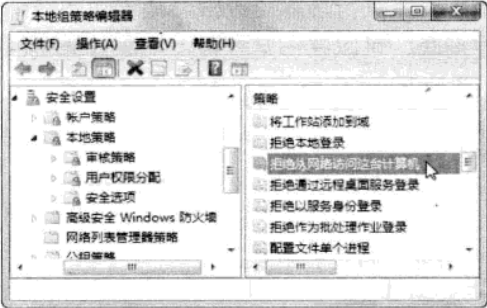 本地组策略编辑器
文件(F) 操作(A) 查看(V) 帮助(H)
安全设置
帐户策略
本地策略
审核策略
用户权限分配
安全选项
高级安全 Windows 防火墙
网络列表管理器策略
公钥策略
策略
将工作站添加到域
拒绝本地登录
拒绝从网络访问这台计算机
拒绝通过远程桌面服务登录
拒绝以服务身份登录
拒绝作为批处理作业登录
配置文件单个进程